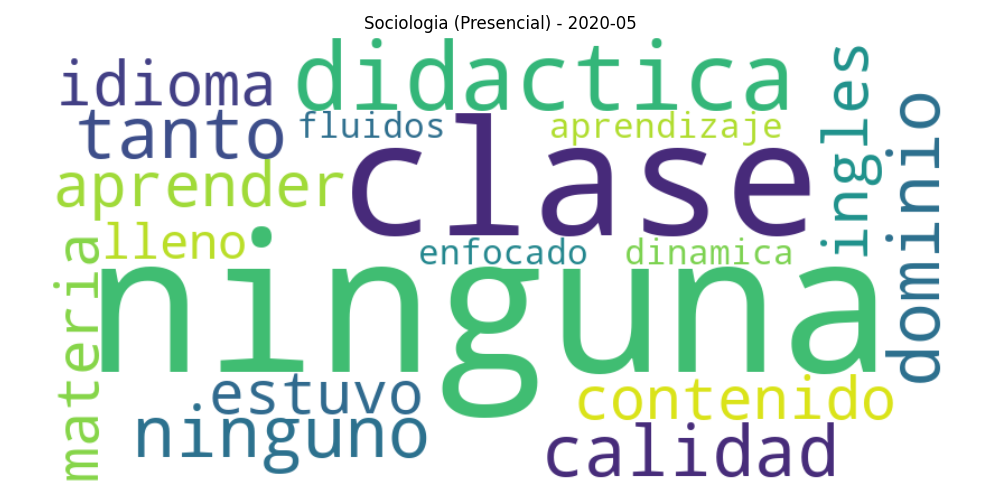 Sociologia (Presencial) - 2020-05
idioma
didactica
tanto
fluidos
aprendizaje
ingles
dominio
clase
aprender
lleno
enfocado
dinamica
materia
ninguna
estuvo
contenido
ninguno
calidad